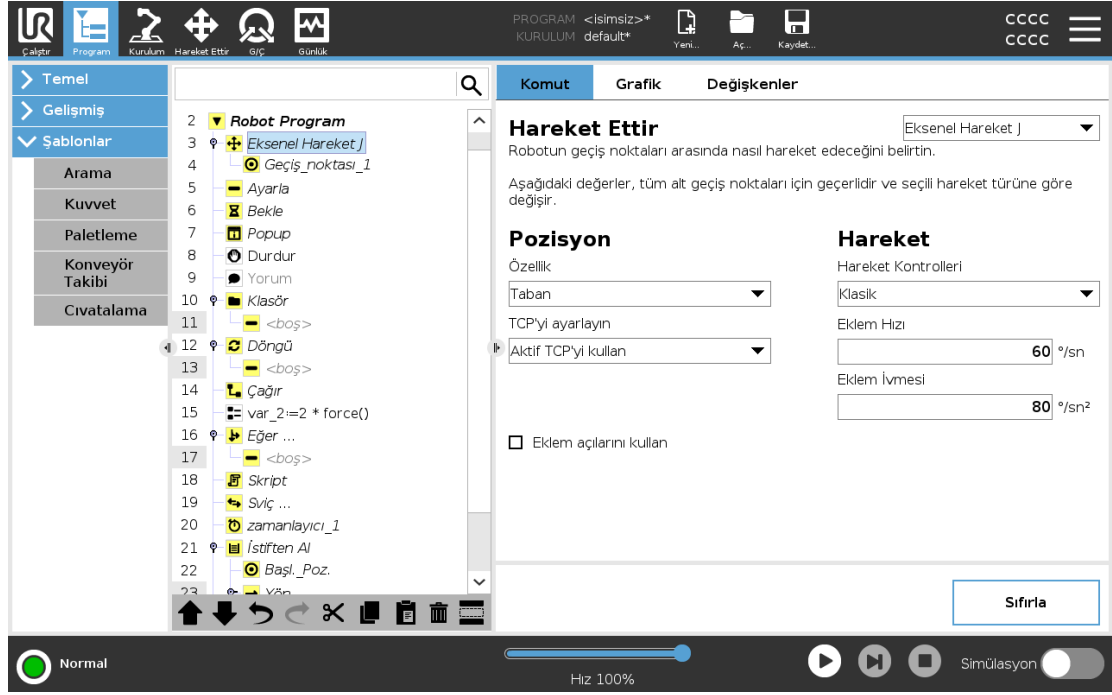 PROGRAM <isimsiz>*
KURULUM default*
CCCC
CCCC
Çalıştır
Program
Kurulum
Hareket Ettir
G/Ç
Günlük
Yeni...
Aç...
Kaydet...
Temel
Gelişmiş
Şablonlar
Arama
Kuvvet
Paletleme
Konveyör
Takibi
Cıvatalama
2 Robot Program
3 Eksenel Hareket J
4 Geçiş_noktası_1
5 Ayarla
6 Bekle
7 Popup
8 Durdur
9 Yorum
10 Klasör
11 <boş>
12 Döngü
13 <boş>
14 Çağır
15 var_2:=2 * force()
16 Eğer ...
17 <boş>
18 Skript
19 Sviç ...
20 zamanlayıcı_1
21 İstiften Al
22 Başl._Poz.
23 Yön
Komut
Grafik
Değişkenler
Hareket Ettir
Eksenel Hareket J
Robotun geçiş noktaları arasında nasıl hareket edeceğini belirtin.
Aşağıdaki değerler, tüm alt geçiş noktaları için geçerlidir ve seçili hareket türüne göre
değişir.
Pozisyon
Özellik
Taban
TCP'yi ayarlayın
Aktif TCP'yi kullan
Eklem açılarını kullan
Hareket
Hareket Kontrolleri
Klasik
Eklem Hızı
60 °/sn
Eklem İvmesi
80 °/sn²
Sıfırla
Normal
Hız 100%
Simülasyon